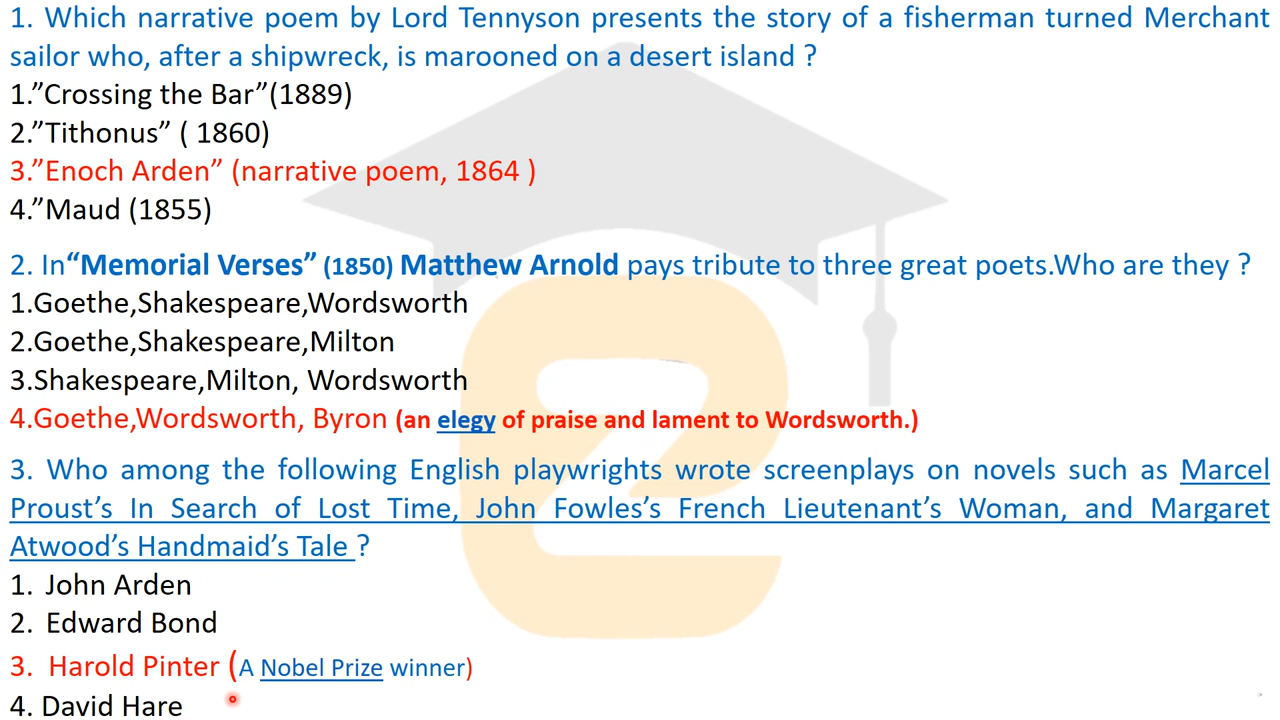 1. Which narrative poem by Lord Tennyson presents the story of a fisherman turned Merchant
sailor who, after a shipwreck, is marooned on a desert island ?
1.”Crossing the Bar”(1889)
2.”Tithonus” ( 1860)
3.”Enoch Arden” (narrative poem, 1864 )
4.”Maud (1855)
2. In“Memorial Verses” (1850) Matthew Arnold pays tribute to three great poets.Who are they ?
1.Goethe,Shakespeare,Wordsworth
2.Goethe,Shakespeare,Milton
3.Shakespeare,Milton, Wordsworth
4.Goethe,Wordsworth, Byron (an elegy of praise and lament to Wordsworth.)
3. Who among the following English playwrights wrote screenplays on novels such as Marcel
Proust’s In Search of Lost Time, John Fowles’s French Lieutenant’s Woman, and Margaret
Atwood’s Handmaid’s Tale ?
1. John Arden
2. Edward Bond
3. Harold Pinter (A Nobel Prize winner)
4. David Hare